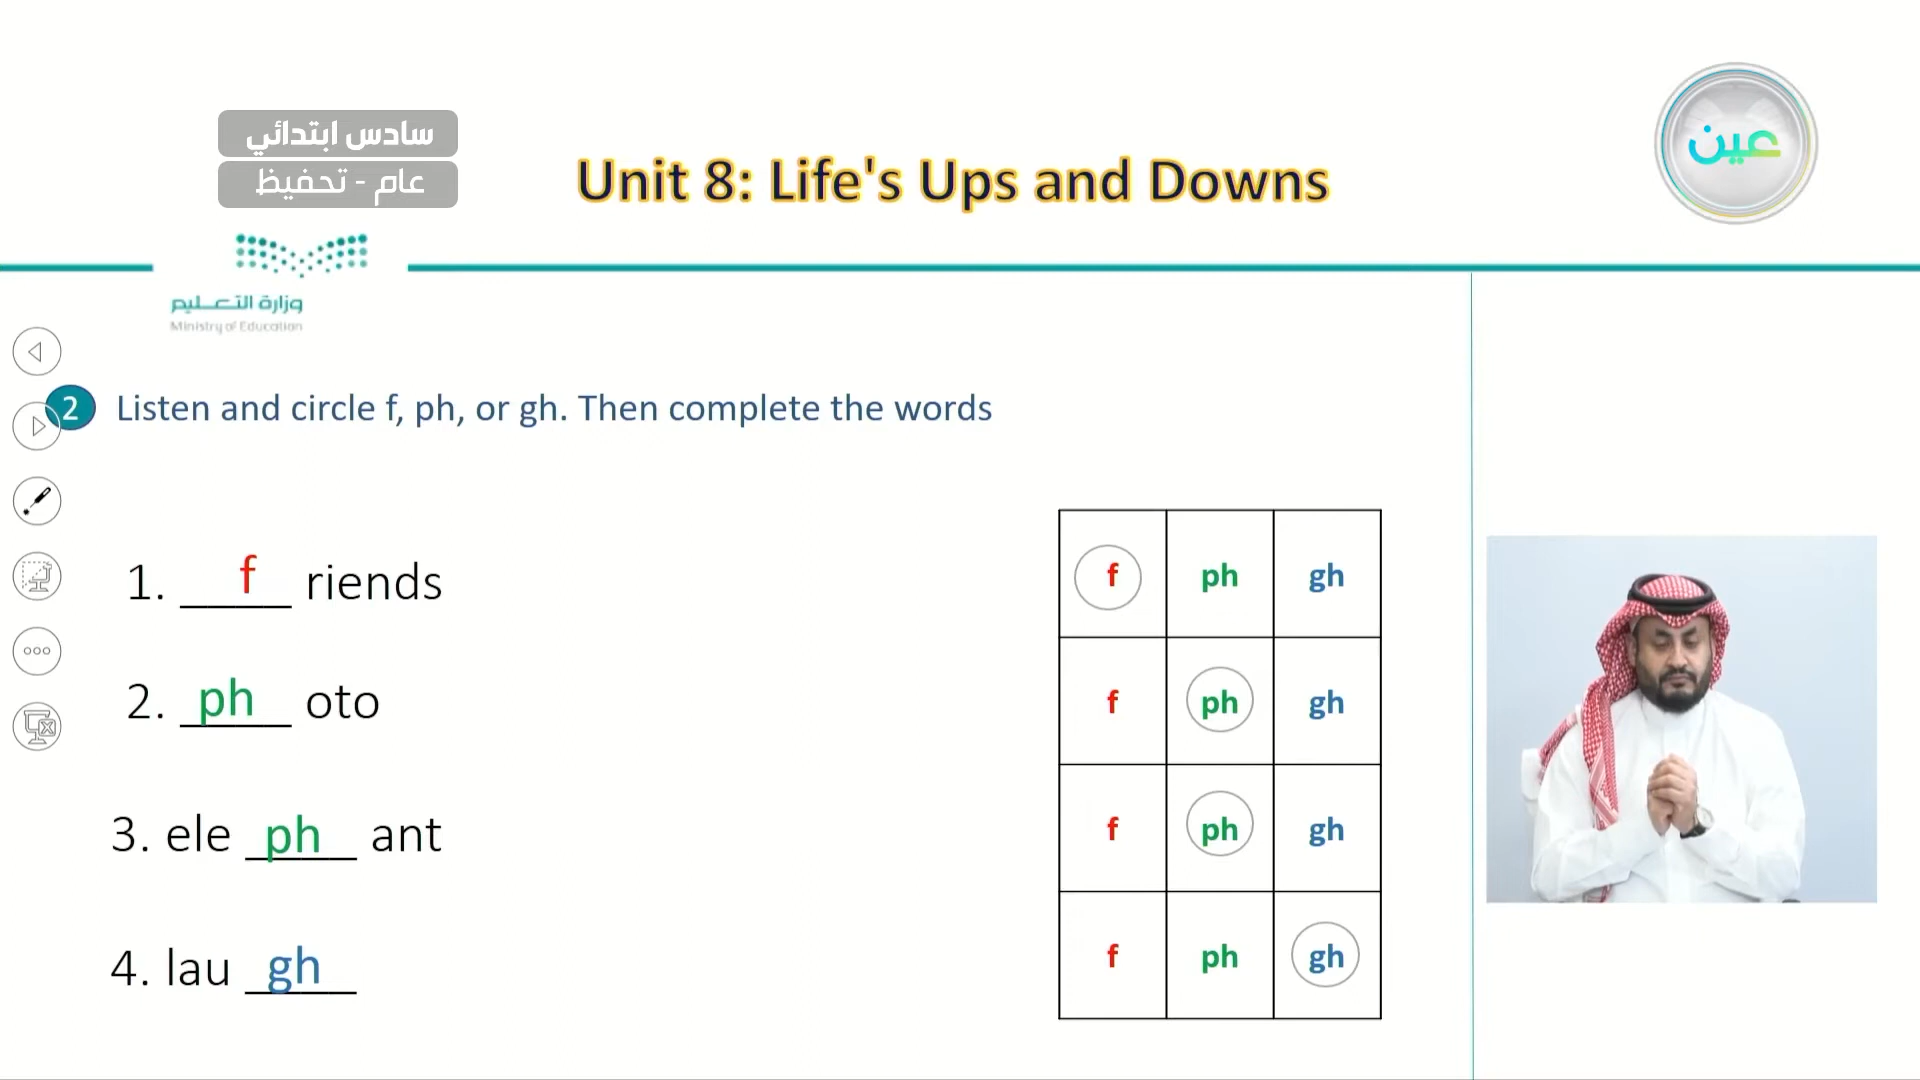 سادس ابتدائي
عام - تحفيظ
Unit 8: Life's Ups and Downs
عين
وزارة التعليم
Ministry of Education
2 Listen and circle f, ph, or gh. Then complete the words
1. f riends
2. ph oto
3. ele ph ant
4. lau gh
f ph gh
f ph gh
f ph gh
f ph gh